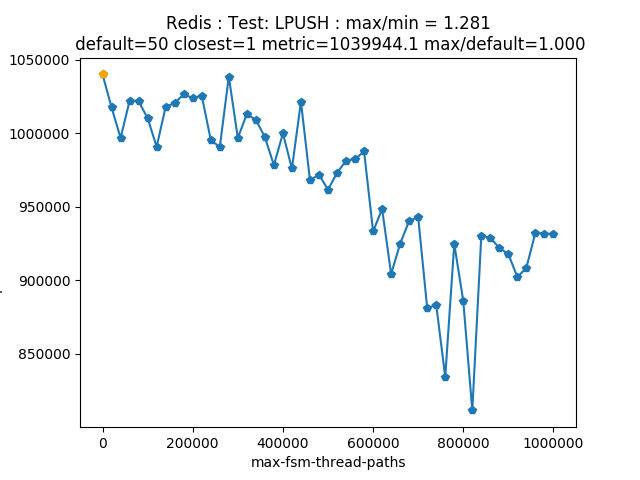 Redis : Test: LPUSH : max/min = 1.281
default=50 closest=1 metric=1039944.1 max/default=1.000
1050000
1000000
950000
900000
850000
0 200000 400000 600000 800000 1000000
max-fsm-thread-paths